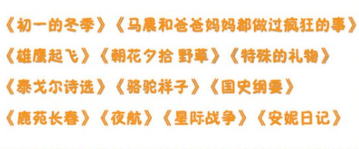 《初一的冬季》《马晨和爸爸妈妈都做过疯狂的事》
《雄鹰起飞》《朝花夕拾 野草》《特殊的礼物》
《泰戈尔诗选》《骆驼祥子》《国史纲要》
《鹿苑长春》《夜航》《星际战争》《安妮日记》